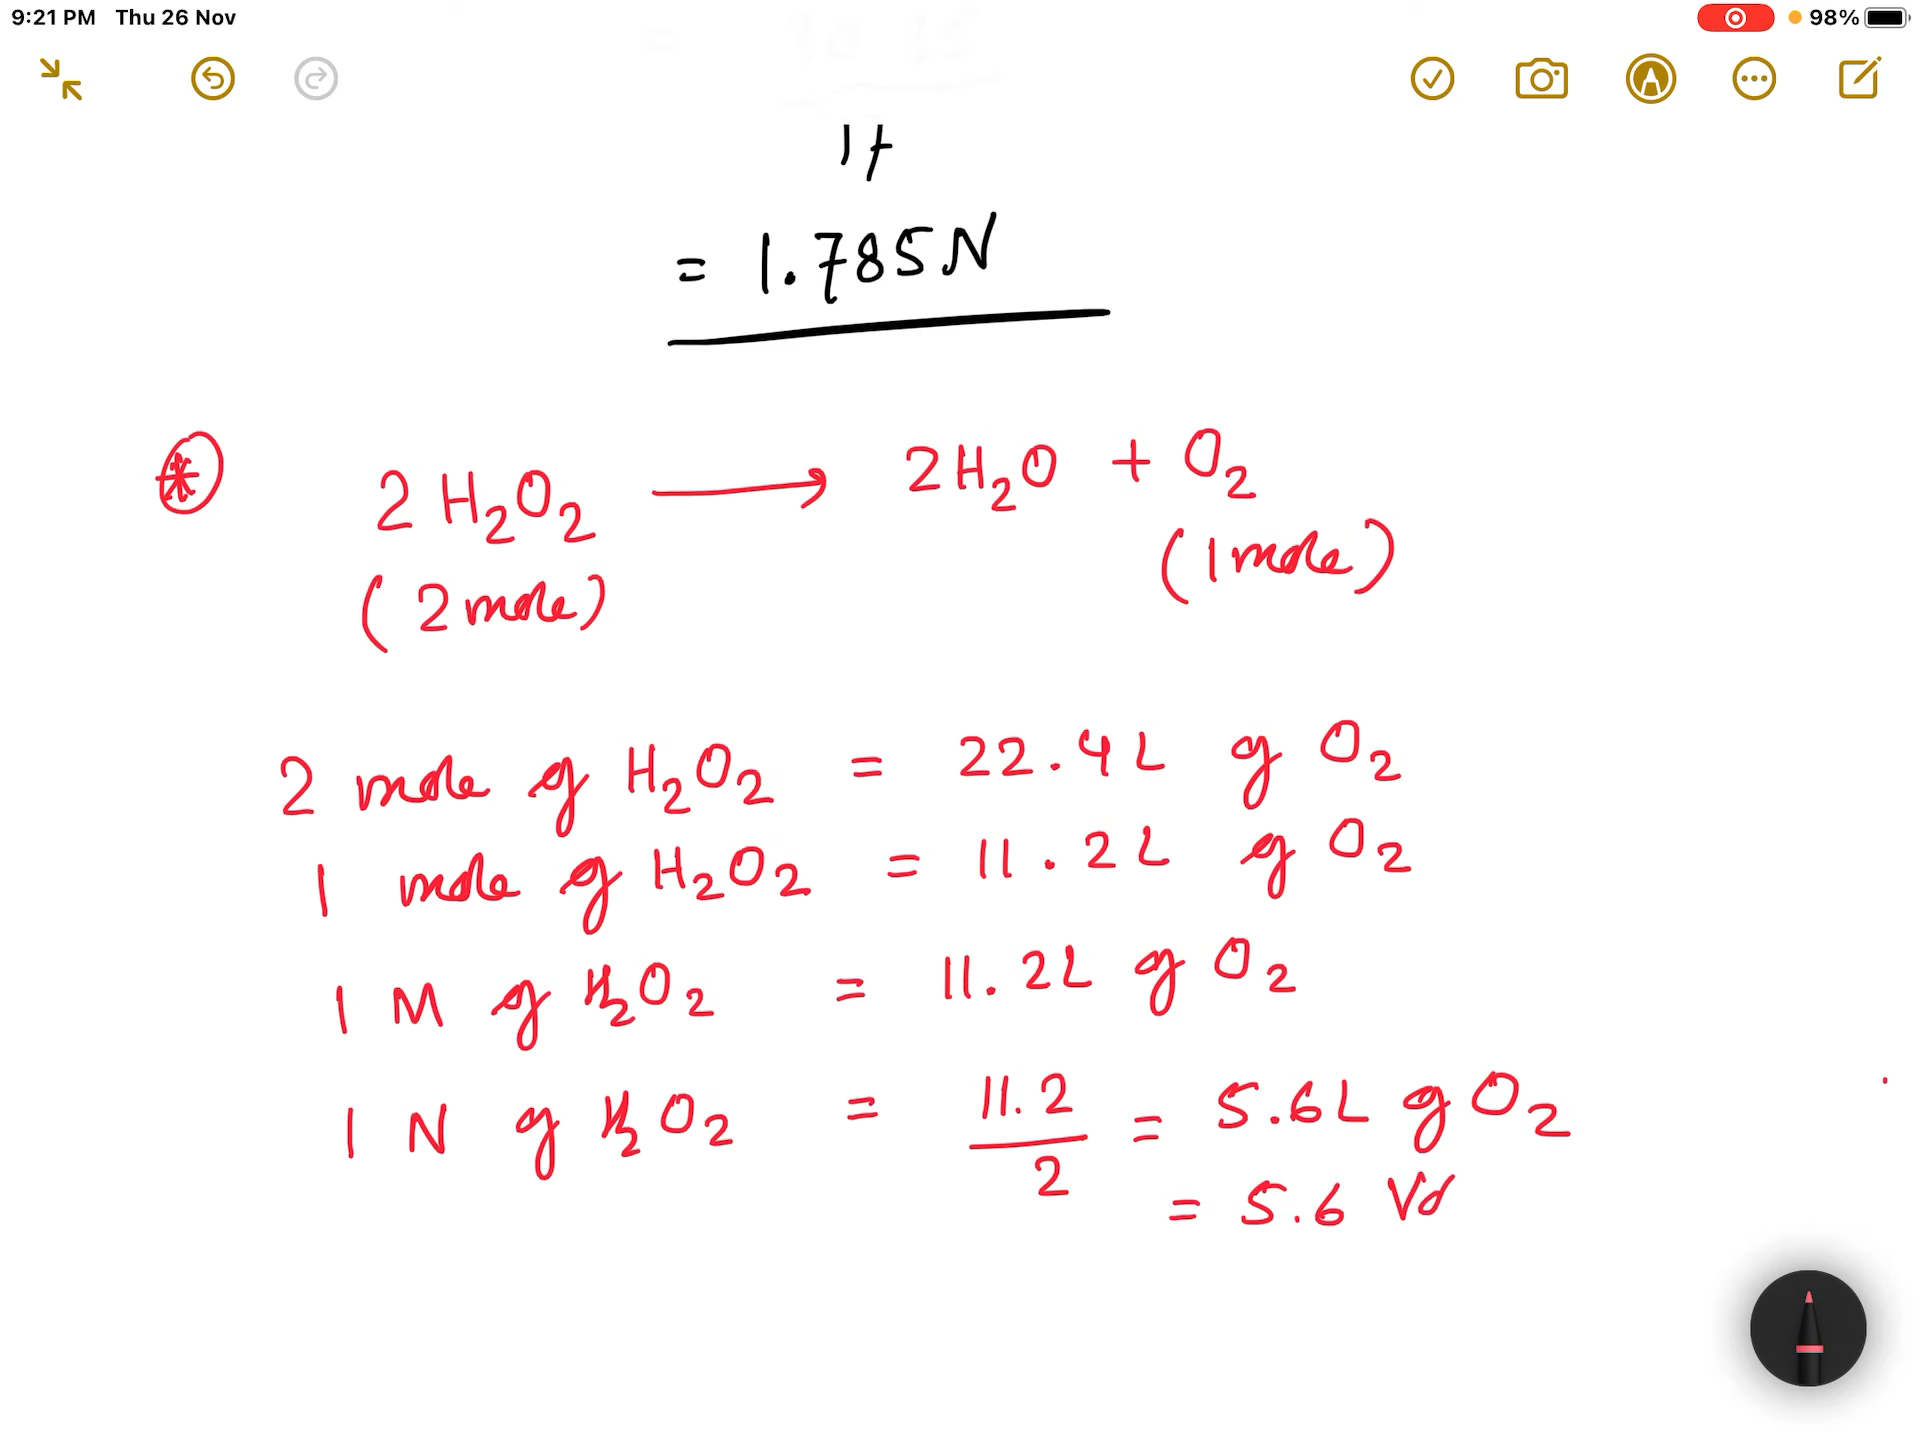 9:21 PM Thu 26 Nov 98%
17
= 1.785N
2H₂O₂ → 2H₂O + O₂
(2 mole) (1 mole)
2 mole of H₂O₂ = 22.4L of O₂
1 mole of H₂O₂ = 11.2L of O₂
1 M of H₂O₂ = 11.2L of O₂
1 N of H₂O₂ = 11.2/2 = 5.6L of O₂
= 5.6 Vol